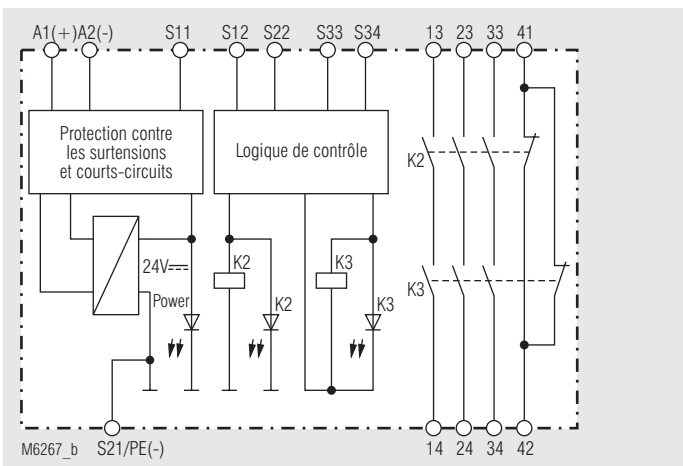 A1(+) A2(-) S11 S12 S22 S33 S34 13 23 33 41
Protection contre
les surtensions
et courts-circuits
Logique de contrôle
K2
24V
K2
K3
Power
K2
K3
K3
M6267_b S21/PE(-) 14 24 34 42